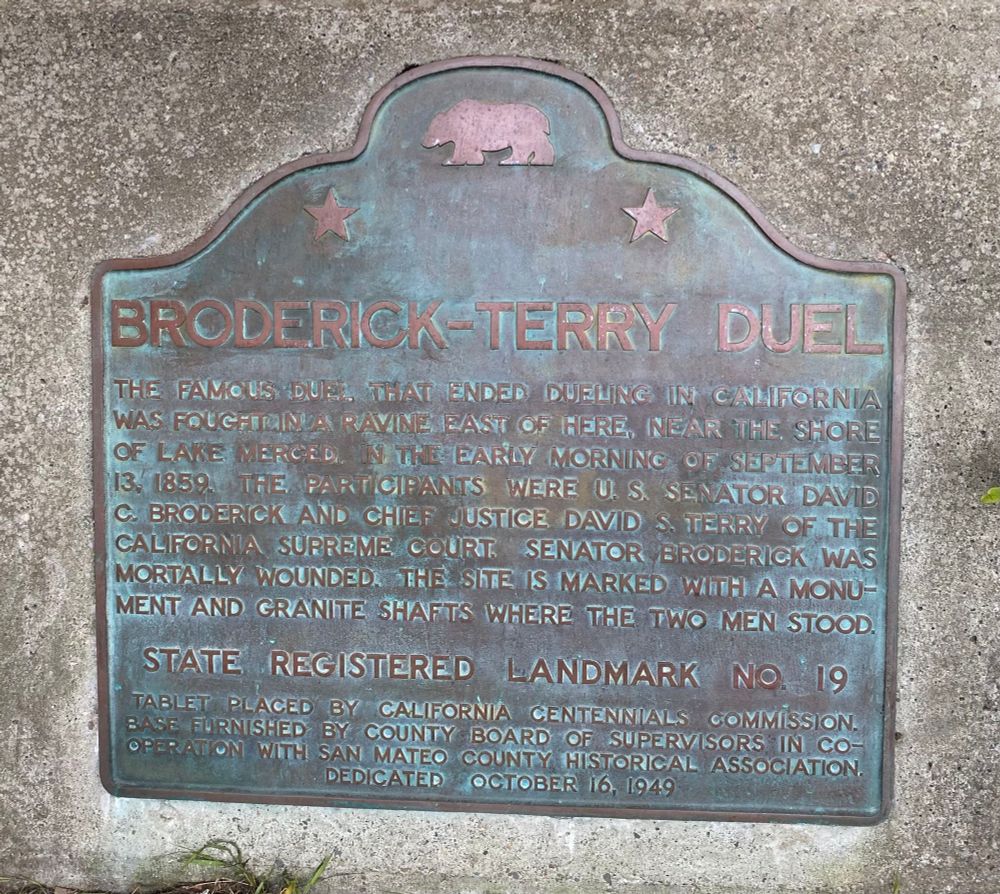 BRODERICK-TERRY DUEL
THE FAMOUS DUEL THAT ENDED DUELING IN CALIFORNIA
WAS FOUGHT IN A RAVINE EAST OF HERE, NEAR THE SHORE
OF LAKE MERCED. IN THE EARLY MORNING OF SEPTEMBER
13, 1859. THE PARTICIPANTS WERE U. S. SENATOR DAVID
C. BRODERICK AND CHIEF JUSTICE DAVID S. TERRY OF THE
CALIFORNIA SUPREME COURT. SENATOR BRODERICK WAS
MORTALLY WOUNDED. THE SITE IS MARKED WITH A MONU-
MENT AND GRANITE SHAFTS WHERE THE TWO MEN STOOD.
STATE REGISTERED LANDMARK NO. 19
TABLET PLACED BY CALIFORNIA CENTENNIALS COMMISSION.
BASE FURNISHED BY COUNTY BOARD OF SUPERVISORS IN CO-
OPERATION WITH SAN MATEO COUNTY HISTORICAL ASSOCIATION.
DEDICATED OCTOBER 16, 1949